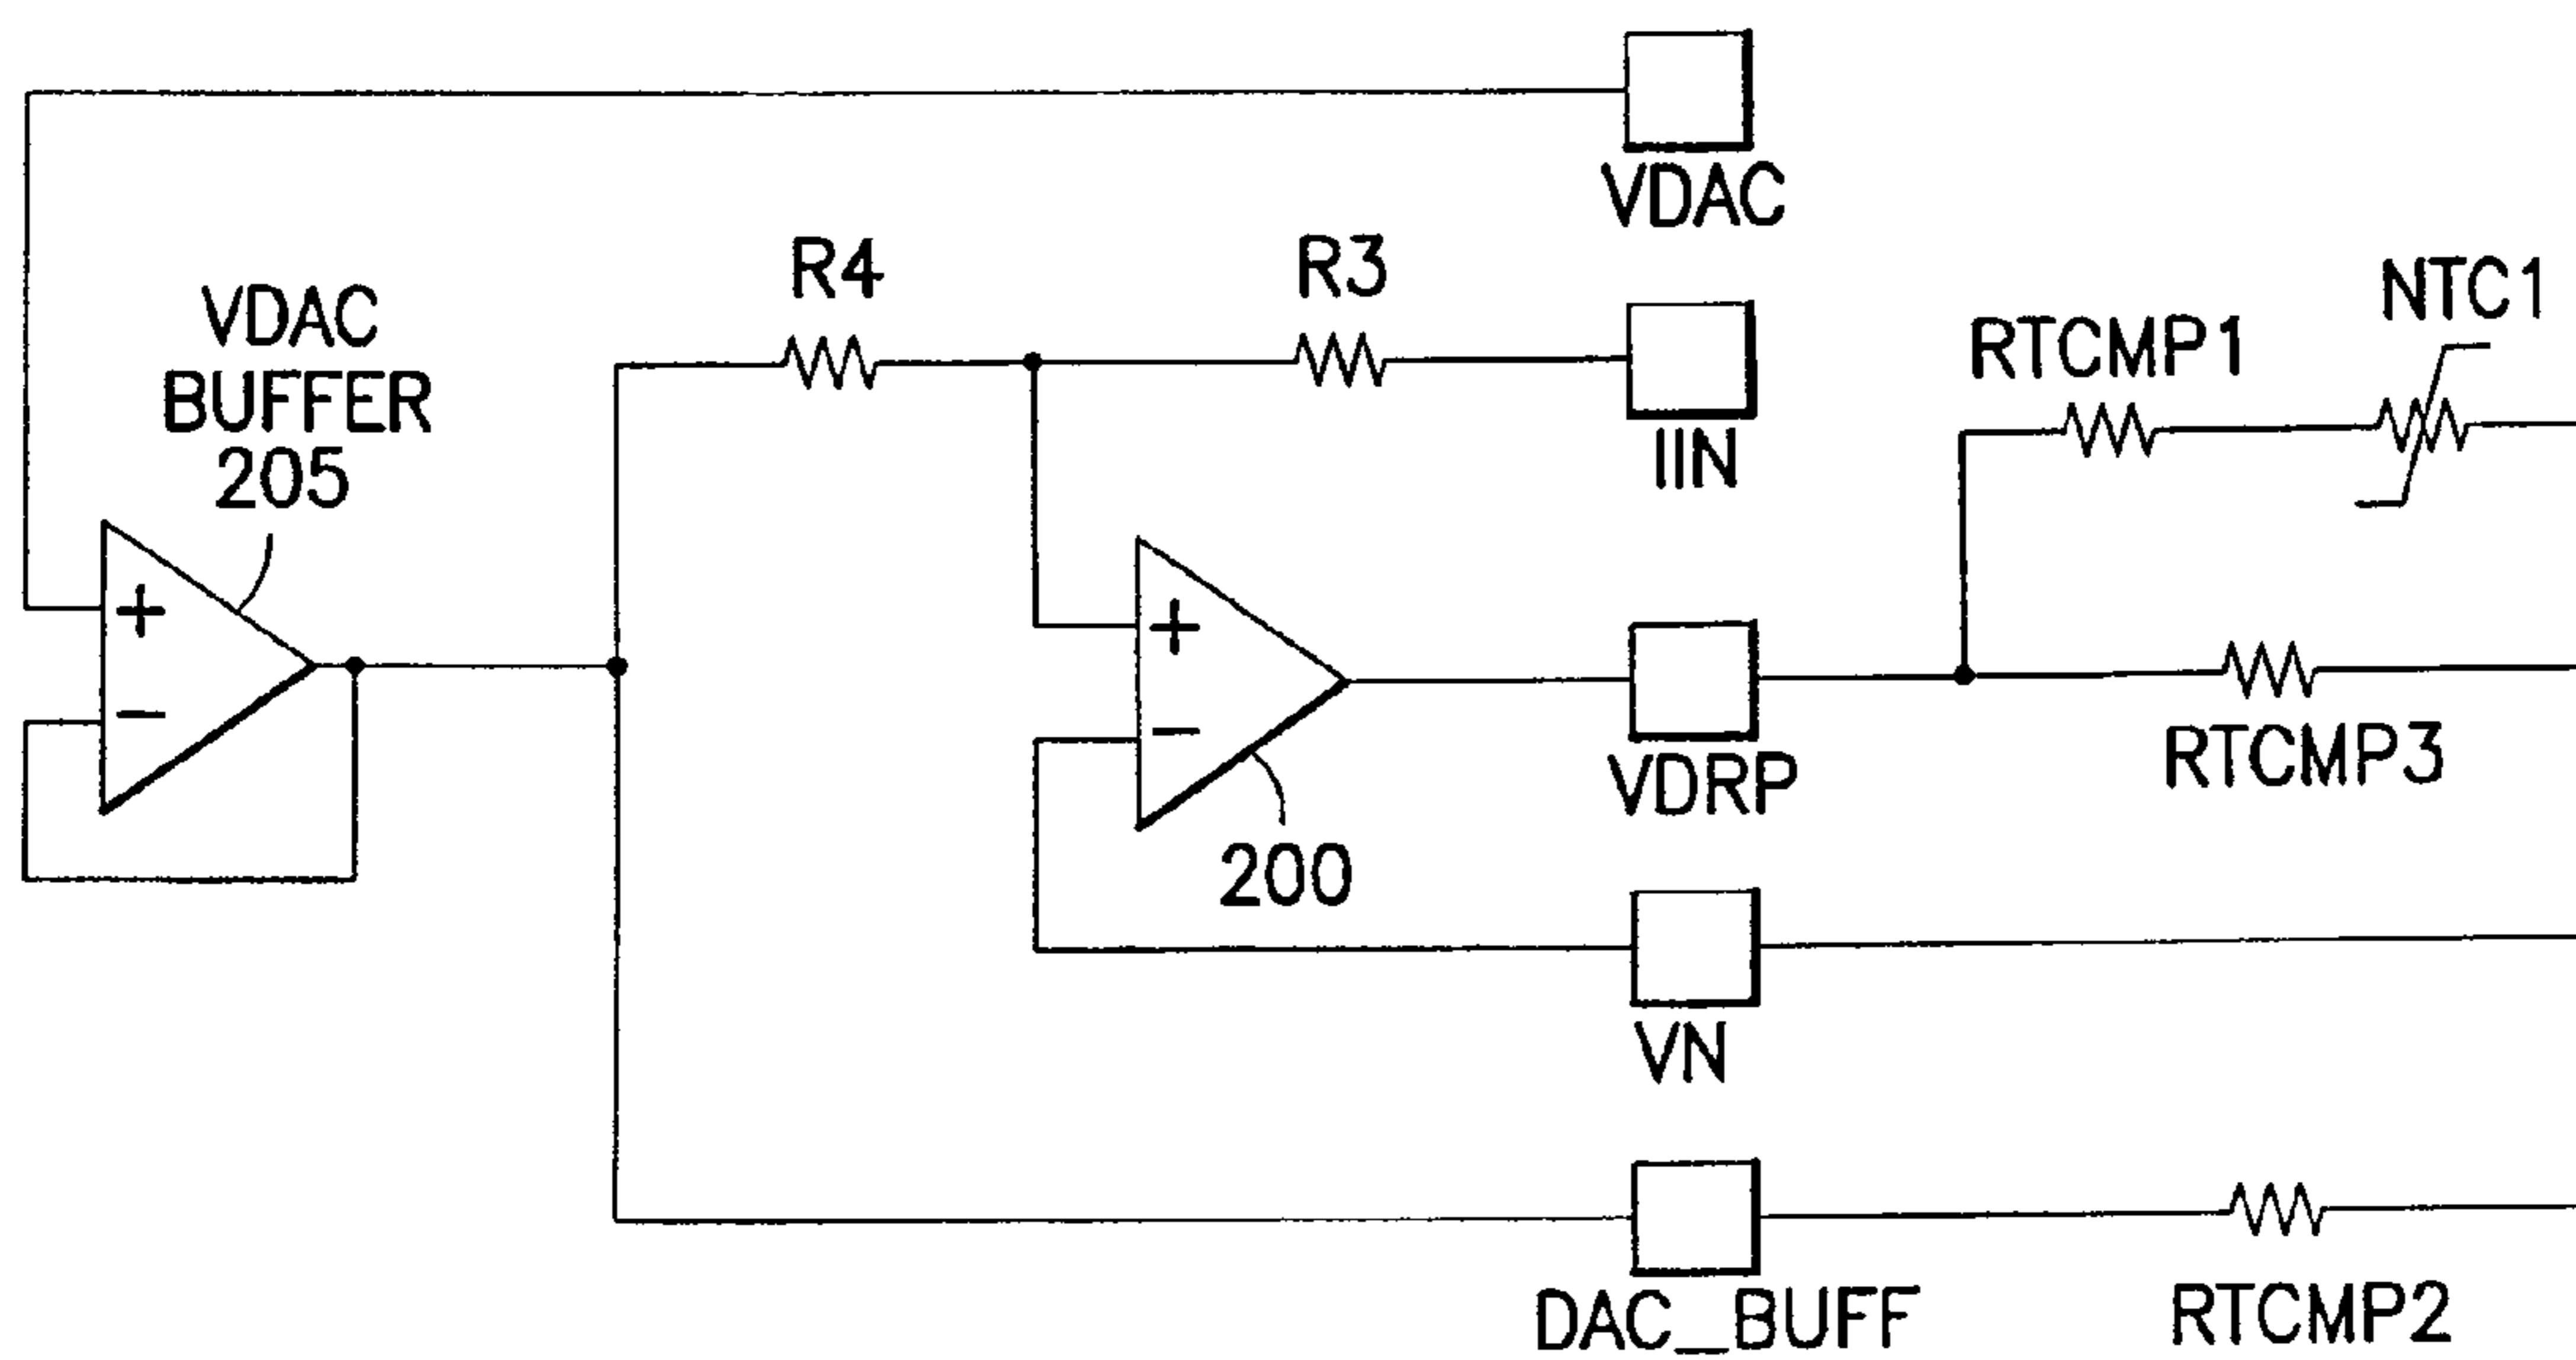 VDAC
R4
R3
VDAC
BUFFER
205
IIN
RTCMP1
NTC1
+
−
+
−
200
VDRP
RTCMP3
VN
DAC_BUFF
RTCMP2